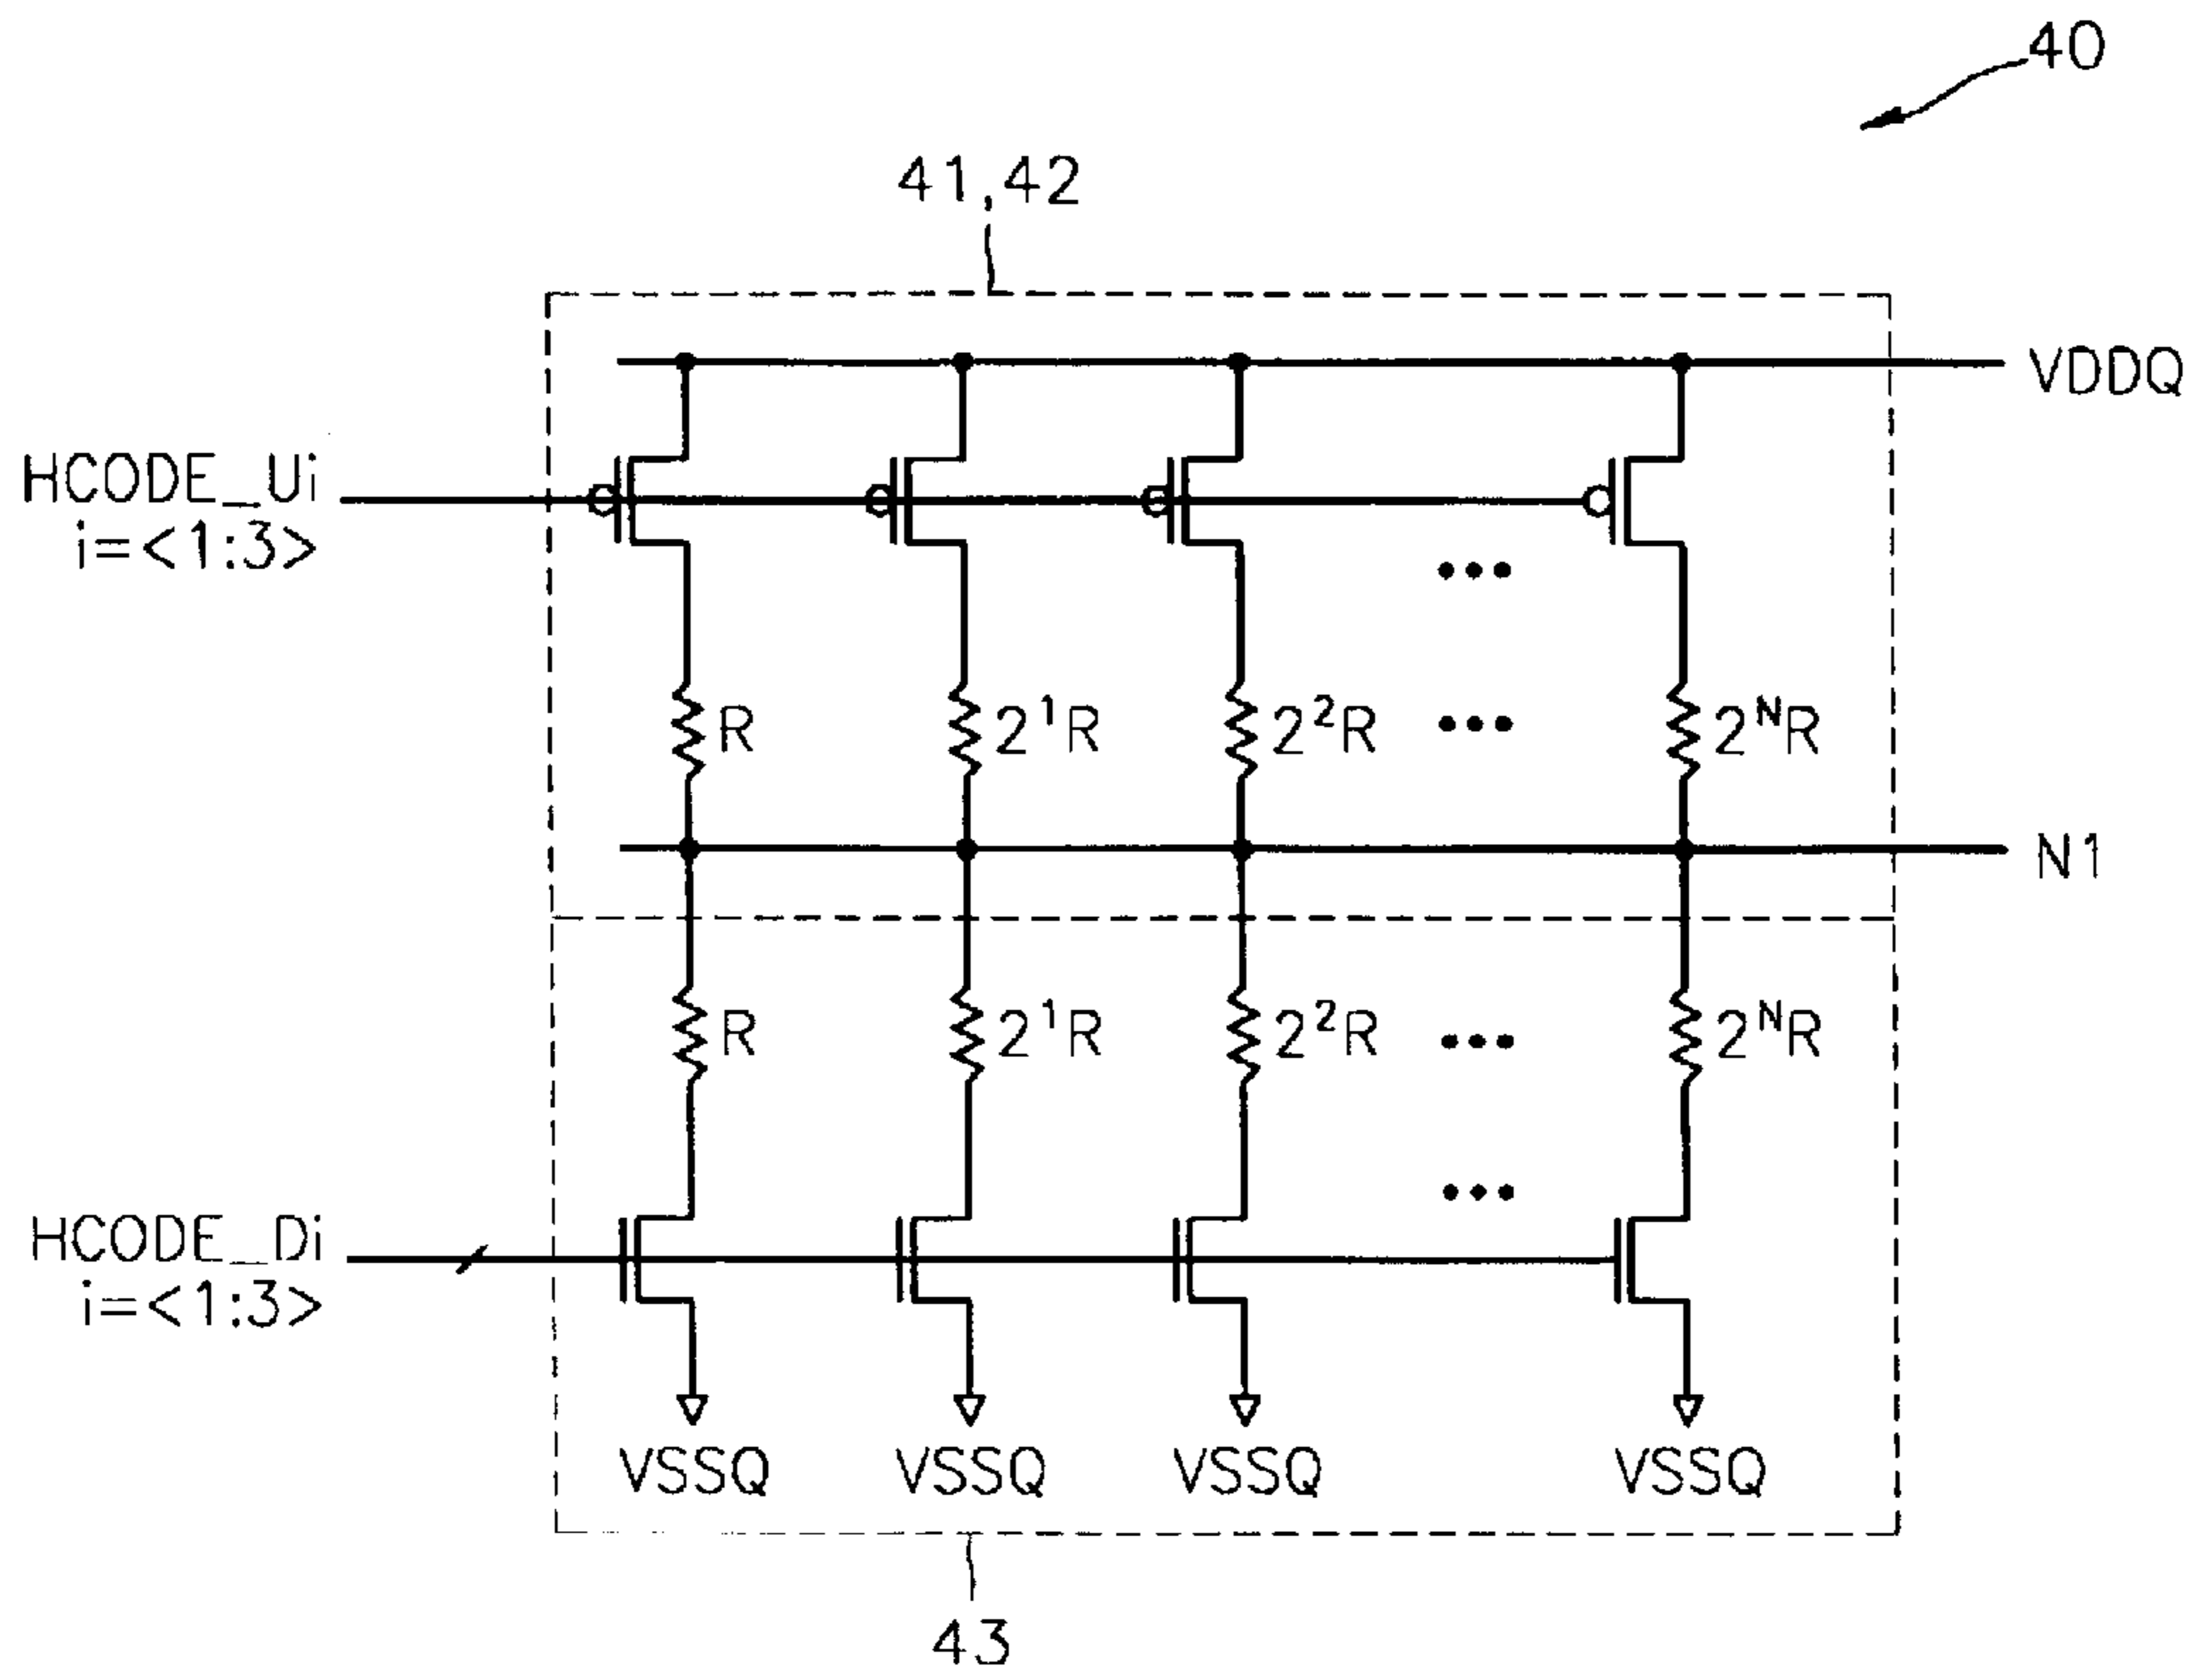 40
41,42
VDDQ
HCODE_Ui
i=<1:3>
R 2¹R 2²R ... 2ᴺR
N1
R 2¹R 2²R ... 2ᴺR
HCODE_Di
i=<1:3>
VSSQ VSSQ VSSQ VSSQ
43